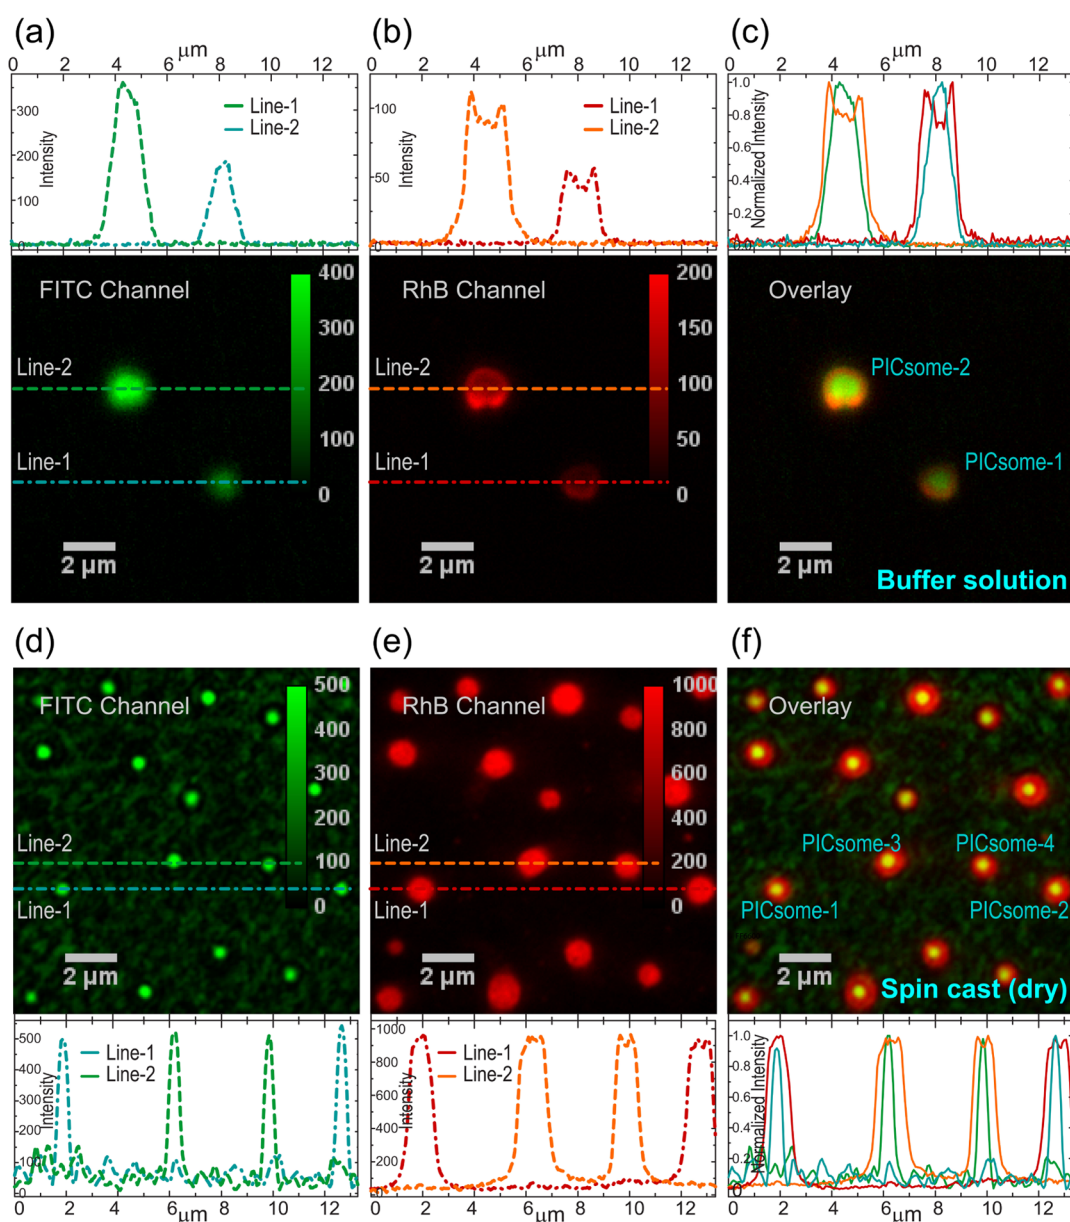 (a)
μm
0 2 4 6 8 10 12
300
200
100
0
Intensity
Line-1
Line-2
(b)
μm
0 2 4 6 8 10 12
100
50
0
Intensity
Line-1
Line-2
(c)
μm
0 2 4 6 8 10 12
1.0
0.8
0.6
0.4
0.2
0.0
Normalized Intensity
FITC Channel
400
300
200
100
0
Line-2
Line-1
2 μm
RhB Channel
200
150
100
50
0
Line-2
Line-1
2 μm
Overlay
PICsome-2
PICsome-1
2 μm
Buffer solution
(d)
FITC Channel
500
400
300
200
100
0
Line-2
Line-1
2 μm
(e)
RhB Channel
1000
800
600
400
200
0
Line-2
Line-1
2 μm
(f)
Overlay
PICsome-3
PICsome-4
PICsome-1
PICsome-2
2 μm
Spin cast (dry)
500
400
300
200
100
0
Intensity
Line-1
Line-2
0 2 4 6 8 10 12
μm
1000
800
600
400
200
0
Intensity
Line-1
Line-2
0 2 4 6 8 10 12
μm
1.0
0.8
0.6
0.4
0.2
0.0
Normalized Intensity
0 2 4 6 8 10 12
μm